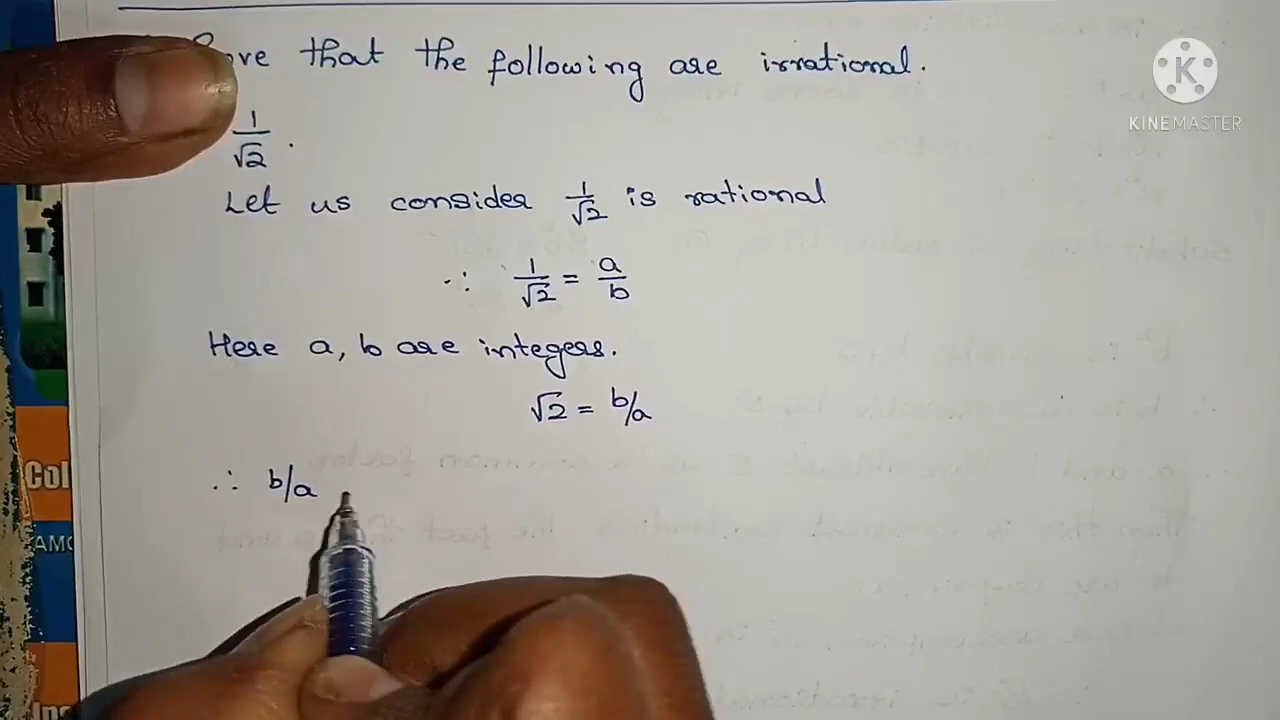 ve that the following are irrational.
1/√2.
Let us consider 1/√2 is rational
∴ 1/√2 = a/b
Here a, b are integers.
√2 = b/a
∴ b/a
KINEMASTER
Col